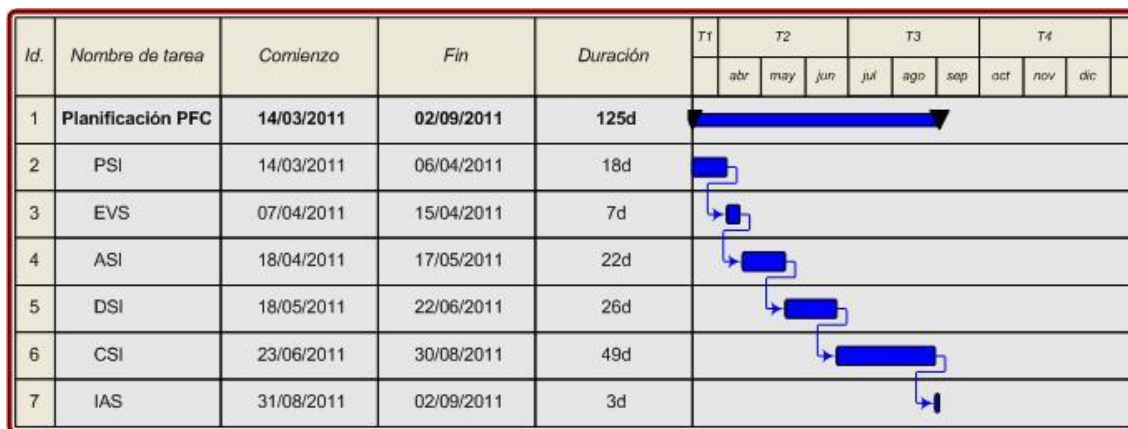 Id. Nombre de tarea Comienzo Fin Duración T1 T2 T3 T4
abr may jun jul ago sep oct nov dic
1 Planificación PFC 14/03/2011 02/09/2011 125d
2 PSI 14/03/2011 06/04/2011 18d
3 EVS 07/04/2011 15/04/2011 7d
4 ASI 18/04/2011 17/05/2011 22d
5 DSI 18/05/2011 22/06/2011 26d
6 CSI 23/06/2011 30/08/2011 49d
7 IAS 31/08/2011 02/09/2011 3d